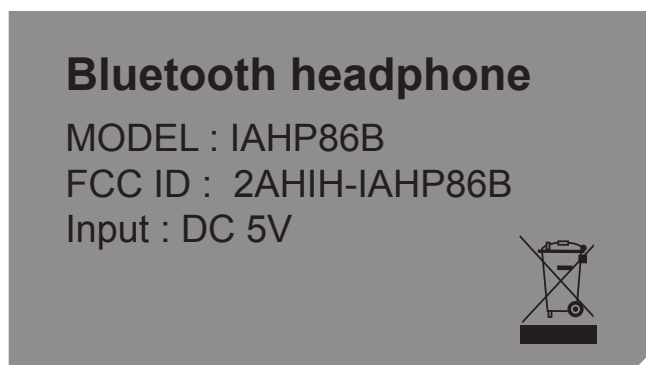 Bluetooth headphone
MODEL : IAHP86B
FCC ID :  2AHIH-IAHP86B
Input : DC 5V